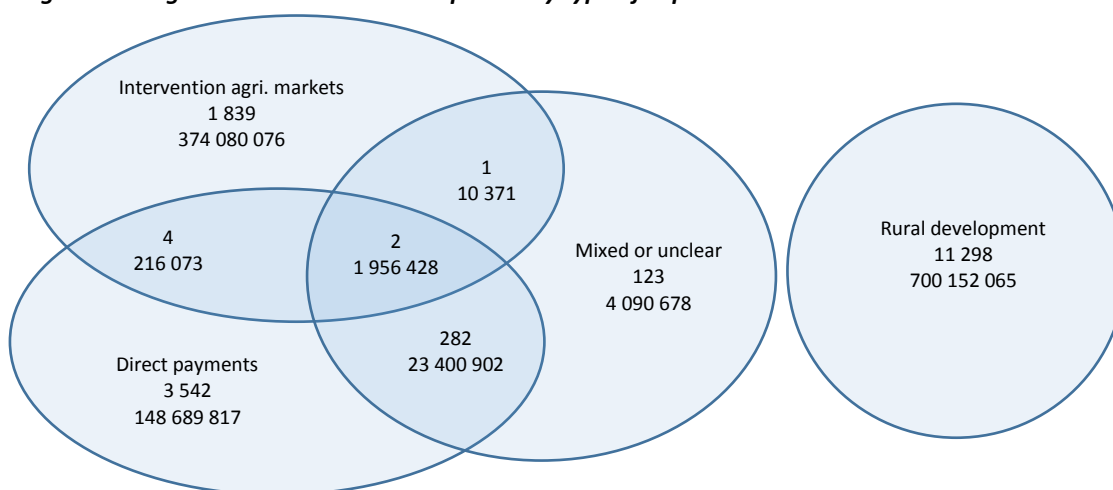 Intervention agri. markets
1 839
374 080 076
1
10 371
4
216 073
2
1 956 428
Mixed or unclear
123
4 090 678
Rural development
11 298
700 152 065
282
23 400 902
Direct payments
3 542
148 689 817